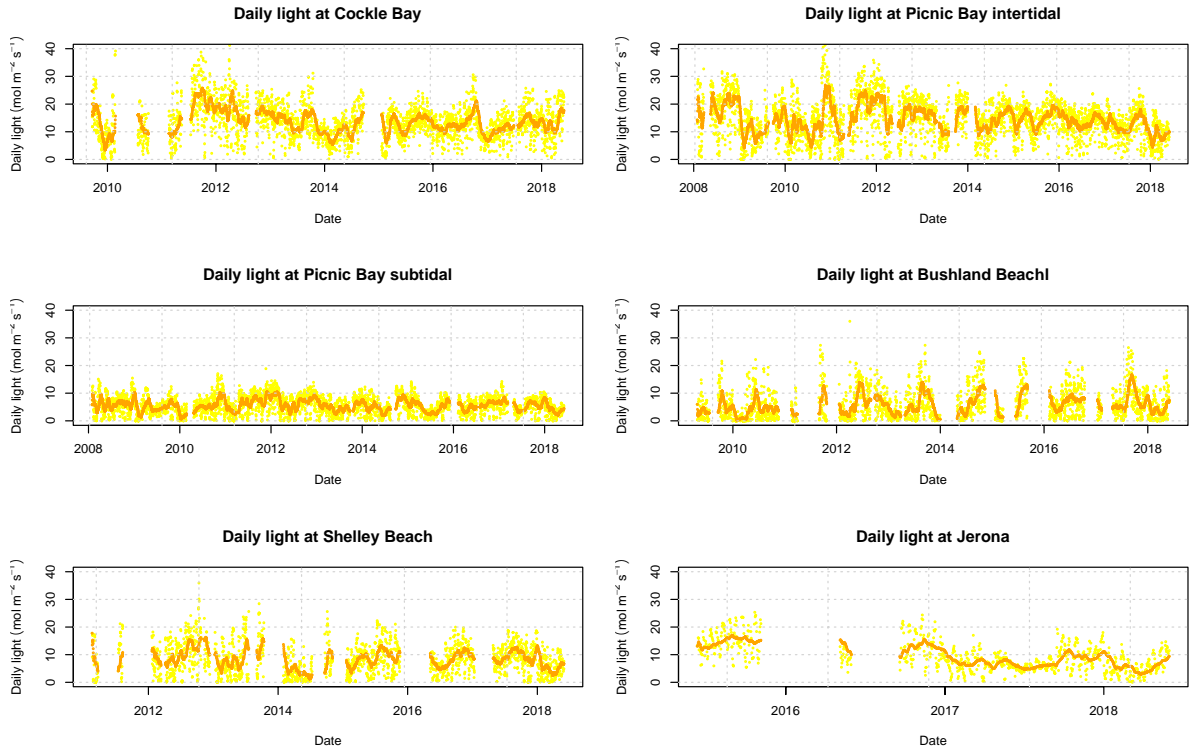 Daily light at Cockle Bay
Daily light (mol m⁻² s⁻¹)
40
30
20
10
0
2010 2012 2014 2016 2018
Date
Daily light at Picnic Bay intertidal
Daily light (mol m⁻² s⁻¹)
40
30
20
10
0
2008 2010 2012 2014 2016 2018
Date
Daily light at Picnic Bay subtidal
Daily light (mol m⁻² s⁻¹)
40
30
20
10
0
2008 2010 2012 2014 2016 2018
Date
Daily light at Bushland Beachl
Daily light (mol m⁻² s⁻¹)
40
30
20
10
0
2010 2012 2014 2016 2018
Date
Daily light at Shelley Beach
Daily light (mol m⁻² s⁻¹)
40
30
20
10
0
2012 2014 2016 2018
Date
Daily light at Jerona
Daily light (mol m⁻² s⁻¹)
40
30
20
10
0
2016 2017 2018
Date